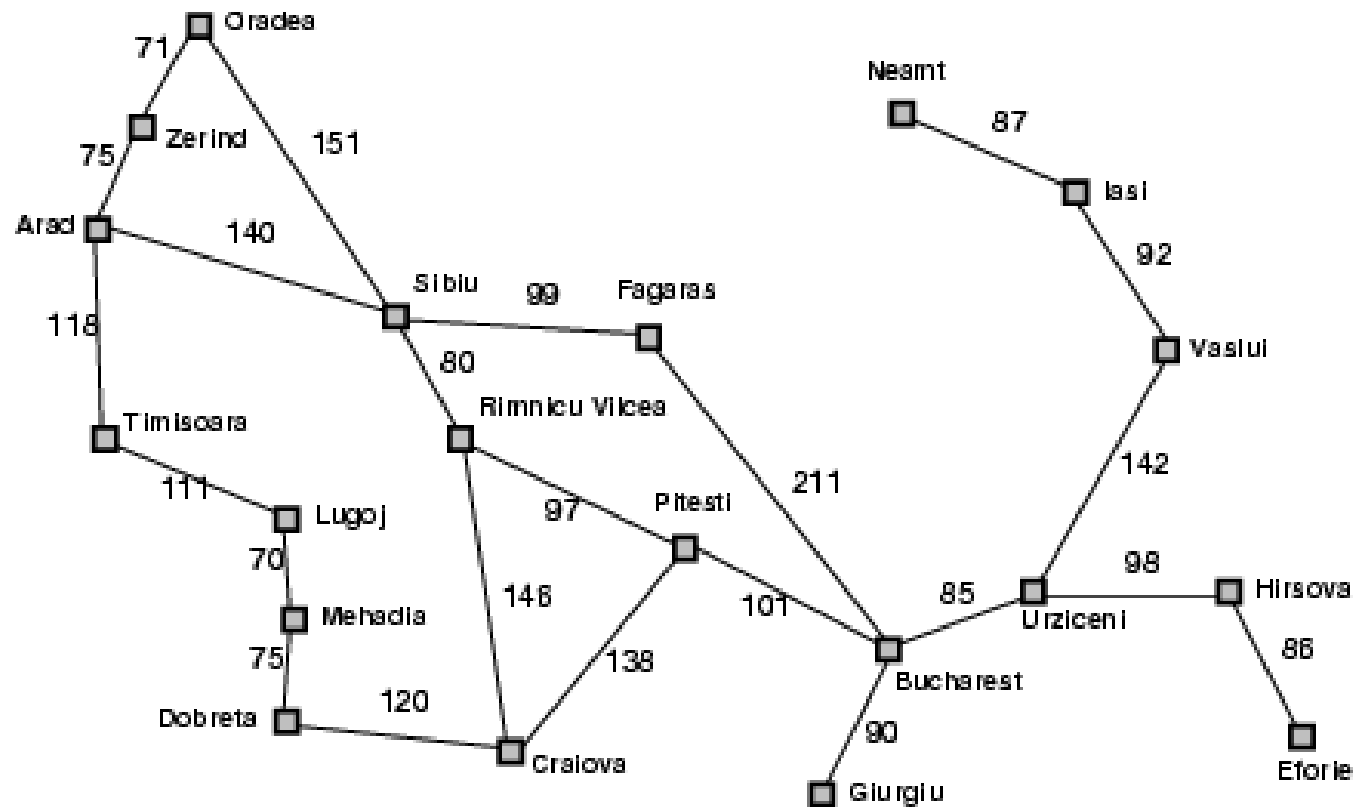 Oradea
71
Neamt
87
Zerind
75
151
Iasi
Arad
140
92
Sibiu
99
Fagaras
118
80
Vaslui
Rimnicu Vilcea
Timisoara
142
111
211
Lugoj
97
Pitesti
70
98
Hirsova
146
101
85
Mehadia
Urziceni
75
138
86
Bucharest
120
Dobreta
90
Craiova
Eforie
Giurgiu